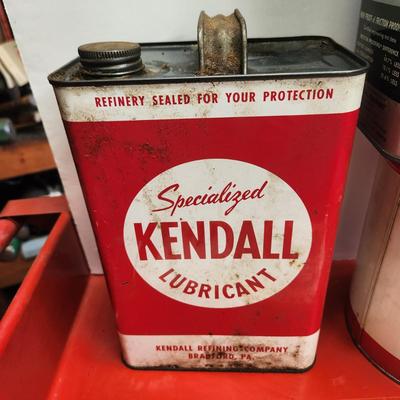 REFINERY SEALED FOR YOUR PROTECTION
Specialized
KENDALL
LUBRICANT
KENDALL REFINING COMPANY
BRADFORD, PA.